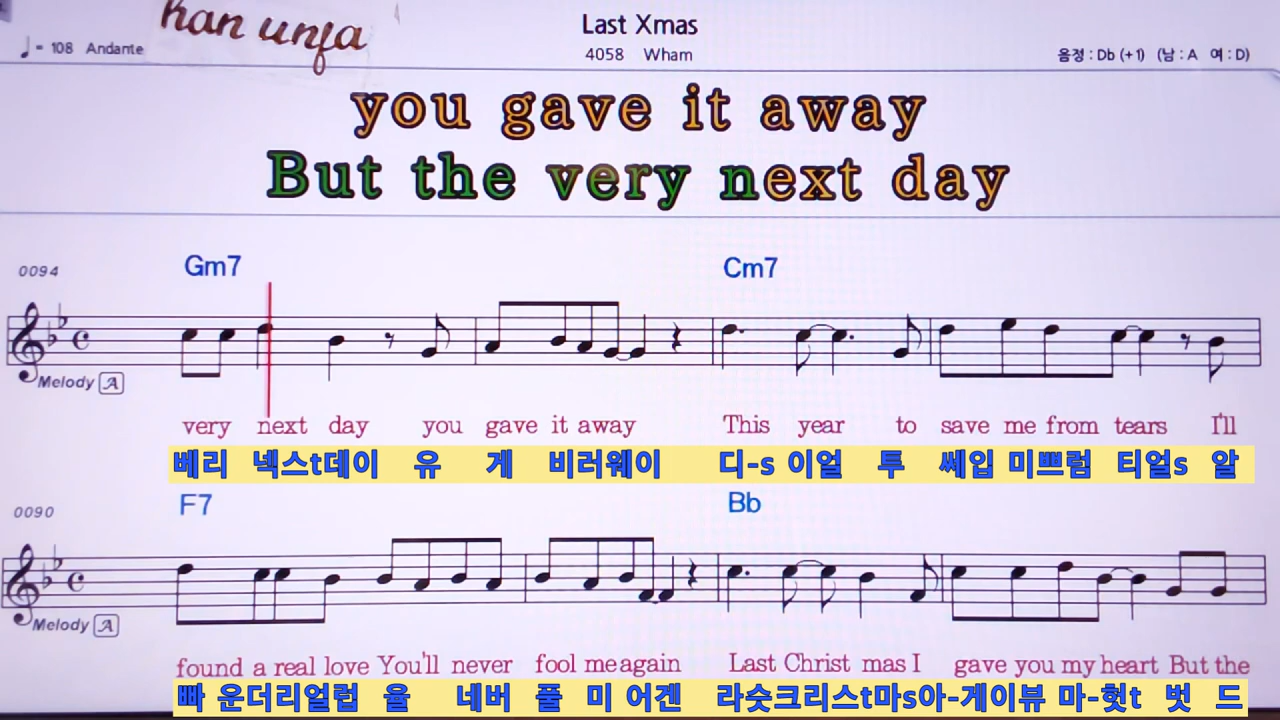 han unfa
Last Xmas
♩= 108 Andante
4058 Wham
음정 : Db (+1) (남 : A 여 : D)
you gave it away
But the very next day
0094
Gm7 Cm7
Melody A
very next day you gave it away This year to save me from tears I'll
베리 넥스t데이 유 게 비러웨이 디-s 이얼 투 쎄입 미쁘럼 티얼s 알
0090
F7 Bb
Melody A
found a real love You'll never fool me again Last Christ mas I gave you my heart But the
빠 운더리얼럽 율 네버 풀 미 어겐 라슷크리스t마s아-게이뷰 마-헛t 벗 드